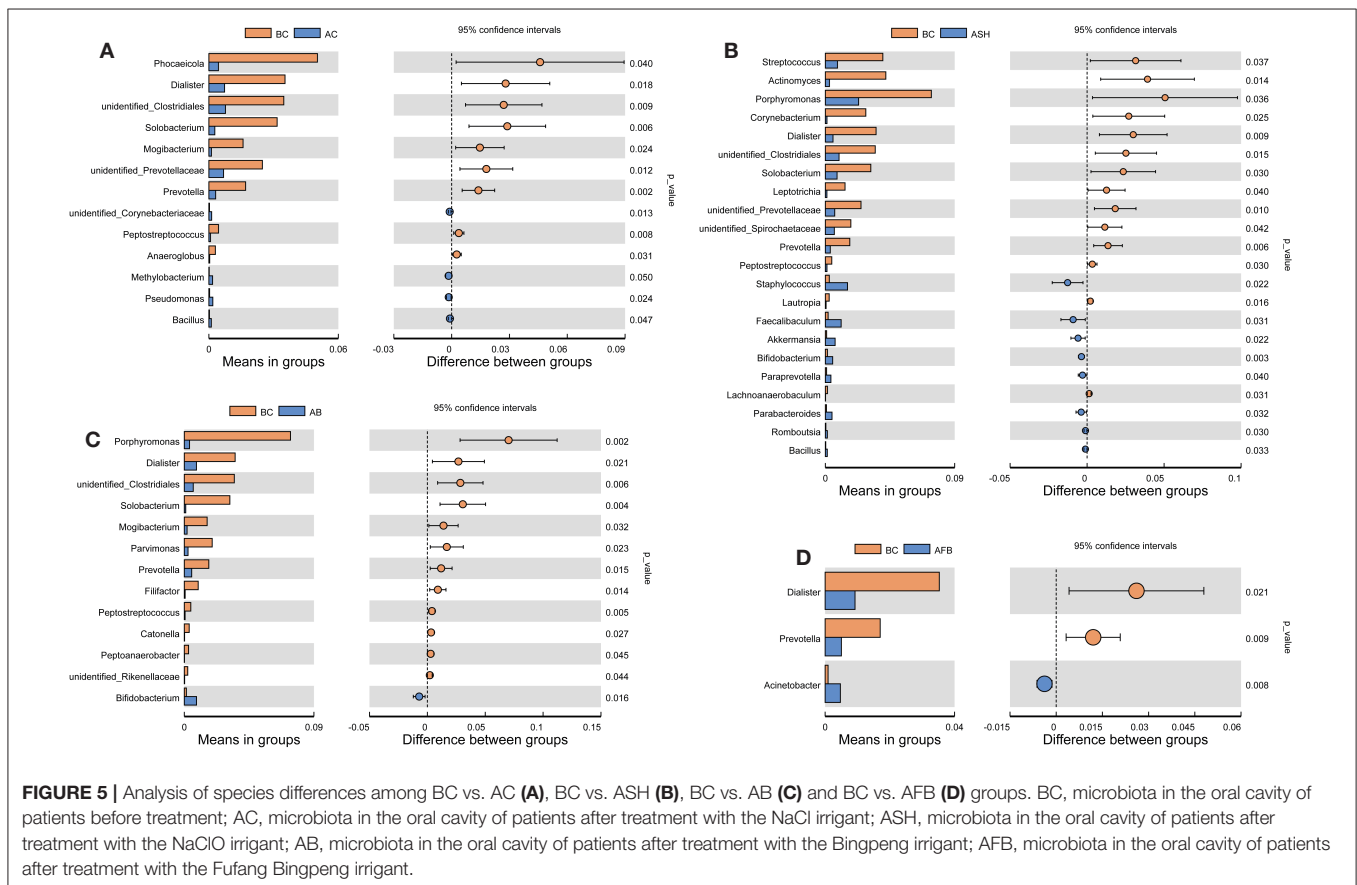 A
BC
AC
95% confidence intervals
Phocaeicola
0.040
Dialister
0.018
unidentified_Clostridiales
0.009
Solobacterium
0.006
Mogibacterium
0.024
unidentified_Prevotellaceae
0.012
Prevotella
0.002
unidentified_Corynebacteriaceae
0.013
Peptostreptococcus
0.008
Anaeroglobus
0.031
Methylobacterium
0.050
Pseudomonas
0.024
Bacillus
0.047
p_value
0 0.06
Means in groups
-0.03 0 0.03 0.06 0.09
Difference between groups
B
BC
ASH
95% confidence intervals
Streptococcus
0.037
Actinomyces
0.014
Porphyromonas
0.036
Corynebacterium
0.025
Dialister
0.009
unidentified_Clostridiales
0.015
Solobacterium
0.030
Leptotrichia
0.040
unidentified_Prevotellaceae
0.010
unidentified_Spirochaetaceae
0.042
Prevotella
0.006
Peptostreptococcus
0.030
Staphylococcus
0.022
Lautropia
0.016
Faecalibaculum
0.031
Akkermansia
0.022
Bifidobacterium
0.003
Paraprevotella
0.040
Lachnoanaerobaculum
0.031
Parabacteroides
0.032
Romboutsia
0.030
Bacillus
0.033
p_value
0 0.09
Means in groups
-0.05 0 0.05 0.1
Difference between groups
C
BC
AB
95% confidence intervals
Porphyromonas
0.002
Dialister
0.021
unidentified_Clostridiales
0.006
Solobacterium
0.004
Mogibacterium
0.032
Parvimonas
0.023
Prevotella
0.015
Filifactor
0.014
Peptostreptococcus
0.005
Catonella
0.027
Peptoanaerobacter
0.045
unidentified_Rikenellaceae
0.044
Bifidobacterium
0.016
p_value
0 0.09
Means in groups
-0.05 0 0.05 0.1 0.15
Difference between groups
D
BC
AFB
95% confidence intervals
Dialister
0.021
Prevotella
0.009
Acinetobacter
0.008
p_value
0 0.04
Means in groups
-0.015 0 0.015 0.03 0.045 0.06
Difference between groups
FIGURE 5 | Analysis of species differences among BC vs. AC (A), BC vs. ASH (B), BC vs. AB (C) and BC vs. AFB (D) groups. BC, microbiota in the oral cavity of
patients before treatment; AC, microbiota in the oral cavity of patients after treatment with the NaCl irrigant; ASH, microbiota in the oral cavity of patients after
treatment with the NaClO irrigant; AB, microbiota in the oral cavity of patients after treatment with the Bingpeng irrigant; AFB, microbiota in the oral cavity of patients
after treatment with the Fufang Bingpeng irrigant.